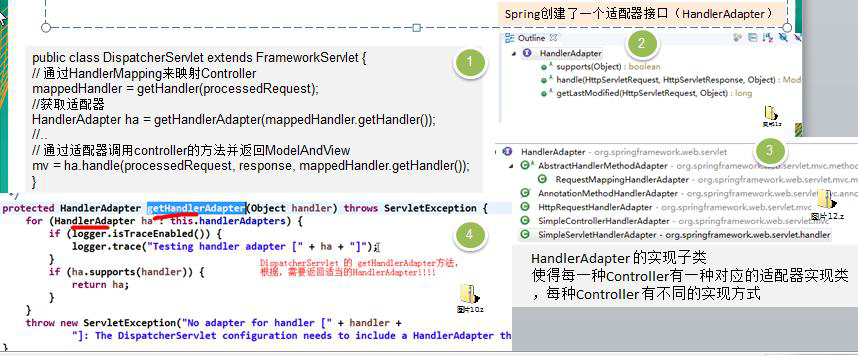 Spring创建了一个适配器接口（HandlerAdapter）
1
public class DispatcherServlet extends FrameworkServlet {
// 通过HandlerMapping来映射Controller
mappedHandler = getHandler(processedRequest);
//获取适配器
HandlerAdapter ha = getHandlerAdapter(mappedHandler.getHandler());
//..
// 通过适配器调用controller的方法并返回ModelAndView
mv = ha.handle(processedRequest, response, mappedHandler.getHandler());
}
2
Outline
HandlerAdapter
supports(Object) : boolean
handle(HttpServletRequest, HttpServletResponse, Object) : Mod
getLastModified(HttpServletRequest, Object) : long
3
HandlerAdapter - org.springframework.web.servlet
AbstractHandlerMethodAdapter - org.springframework.web.servlet.mvc.method
RequestMappingHandlerAdapter - org.springframework.web.servlet.mvc.
AnnotationMethodHandlerAdapter - org.springframework.web.servlet.mvc.annot
HttpRequestHandlerAdapter - org.springframework.web.servlet.mvc
SimpleControllerHandlerAdapter - org.springframework.web.servlet
SimpleServletHandlerAdapter - org.springframework.web.servlet.handler
图片12.z
HandlerAdapter 的实现子类
使得每一种Controller有一种对应的适配器实现类
，每种Controller 有不同的实现方式
4
*/
protected HandlerAdapter getHandlerAdapter(Object handler) throws ServletException {
for (HandlerAdapter ha : this.handlerAdapters) {
if (logger.isTraceEnabled()) {
logger.trace("Testing handler adapter [" + ha + "]");
}
if (ha.supports(handler)) {
return ha;
}
}
throw new ServletException("No adapter for handler [" + handler +
"]: The DispatcherServlet configuration needs to include a HandlerAdapter th
}
DispatcherServlet 的 getHandlerAdapter方法，
根据，需要返回适当的HandlerAdapter!!!!
图片10.z